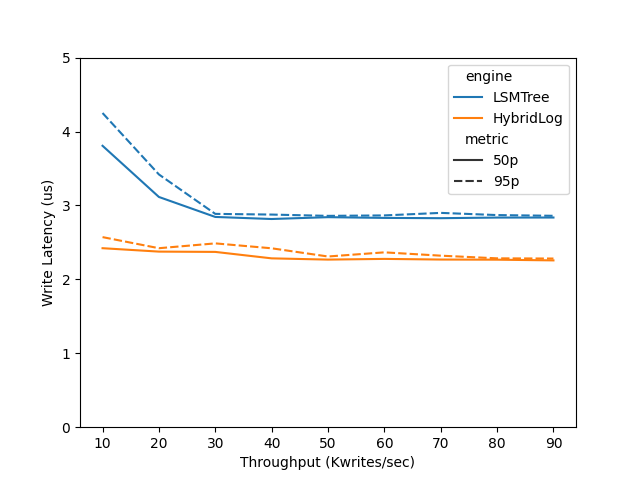 5
4
3
2
1
0
Write Latency (us)
10 20 30 40 50 60 70 80 90
Throughput (Kwrites/sec)
engine
LSMTree
HybridLog
metric
50p
95p